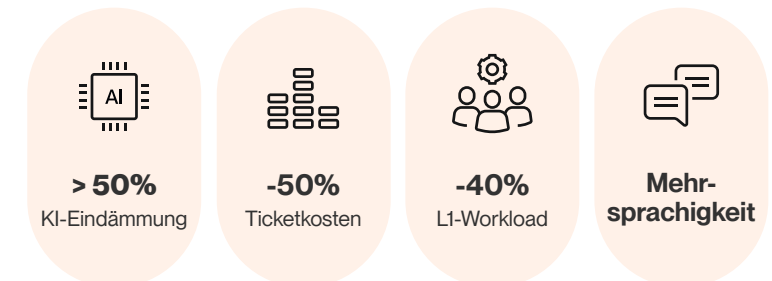 AI
> 50%
KI-Eindämmung
-50%
Ticketkosten
-40%
L1-Workload
Mehr-
sprachigkeit